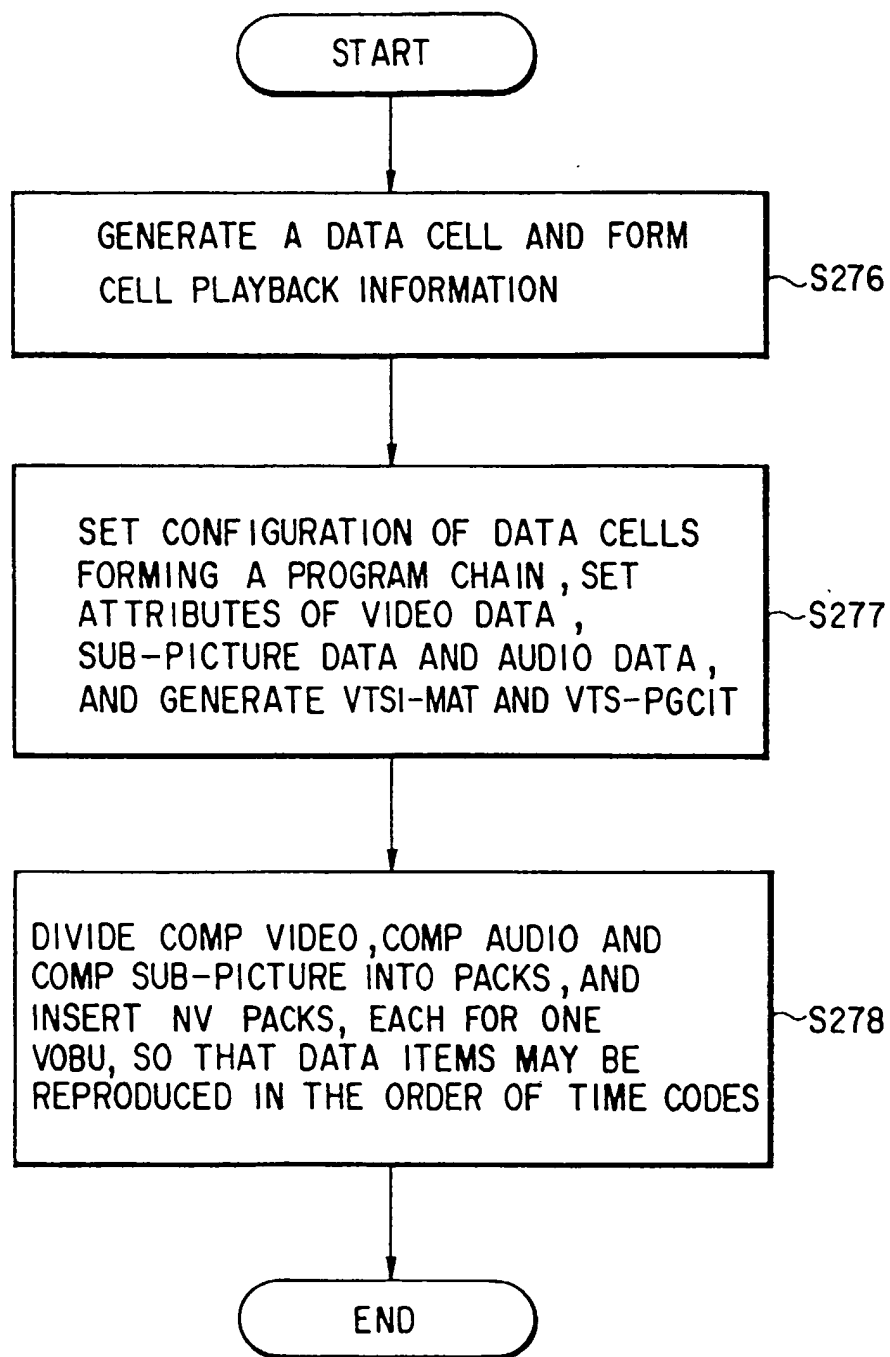 START
GENERATE A DATA CELL AND FORM
CELL PLAYBACK INFORMATION
S276
SET CONFIGURATION OF DATA CELLS
FORMING A PROGRAM CHAIN, SET
ATTRIBUTES OF VIDEO DATA,
SUB-PICTURE DATA AND AUDIO DATA,
AND GENERATE VTSI-MAT AND VTS-PGCIT
S277
DIVIDE COMP VIDEO, COMP AUDIO AND
COMP SUB-PICTURE INTO PACKS, AND
INSERT NV PACKS, EACH FOR ONE
VOBU, SO THAT DATA ITEMS MAY BE
REPRODUCED IN THE ORDER OF TIME CODES
S278
END